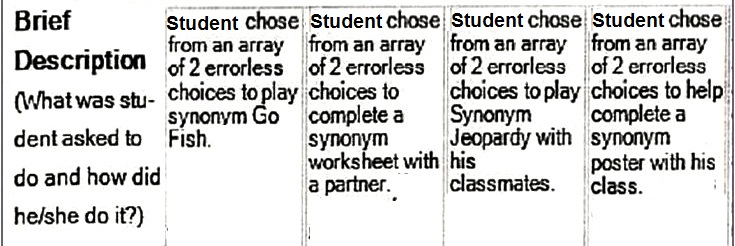 Brief
Description
(What was stu-
dent asked to
do and how did
he/she do it?)
Student chose
from an array
of 2 errorless
choices to play
synonym Go
Fish.
Student chose
from an array
of 2 errorless
choices to
complete a
synonym
worksheet with
a partner.
Student chose
from an array
of 2 errorless
choices to play
Synonym
Jeopardy with
his
classmates.
Student chose
from an array
of 2 errorless
choices to help
complete a
synonym
poster with his
class.